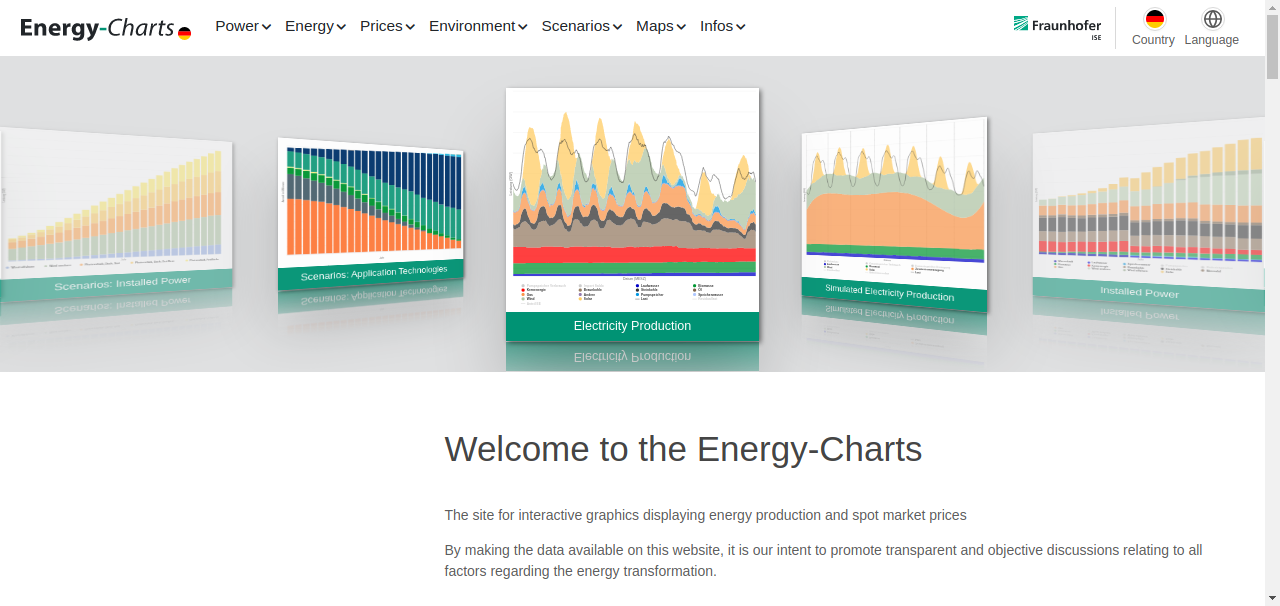 Energy-Charts
Power
Energy
Prices
Environment
Scenarios
Maps
Infos
Fraunhofer
ISE
Country
Language
Scenarios: Installed Power
Scenarios: Application Technologies
Electricity Production
Simulated Electricity Production
Installed Power
Welcome to the Energy-Charts
The site for interactive graphics displaying energy production and spot market prices
By making the data available on this website, it is our intent to promote transparent and objective discussions relating to all
factors regarding the energy transformation.